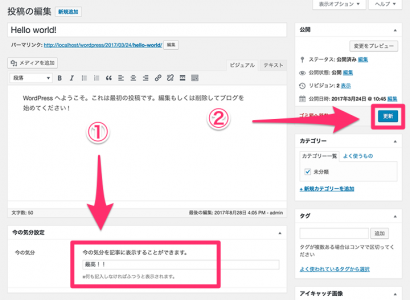 投稿の編集 新規追加
表示オプション ▼ ヘルプ ▼
Hello world!
パーマリンク: http://localhost/wordpress/2017/03/24/hello-world/ 編集
メディアを追加
ビジュアル テキスト
段落
WordPress へようこそ。これは最初の投稿です。編集もしくは削除してブログを
始めてください！
①
②
文字数: 50
最後の編集: 2017年8月28日 4:05 PM - admin
今の気分設定
今の気分
今の気分を記事に表示することができます。
最高！！
※何も記入しなければふつうと表示されます。
公開
変更をプレビュー
ステータス: 公開済み 編集
公開状態: 公開 編集
リビジョン: 2 表示
公開日時: 2017年3月24日 @ 10:45 編集
更新
カテゴリー
カテゴリー一覧 よく使うもの
未分類
+ 新規カテゴリーを追加
タグ
追加
タグが複数ある場合はコンマで区切ってください
よく使われているタグから選択
アイキャッチ画像